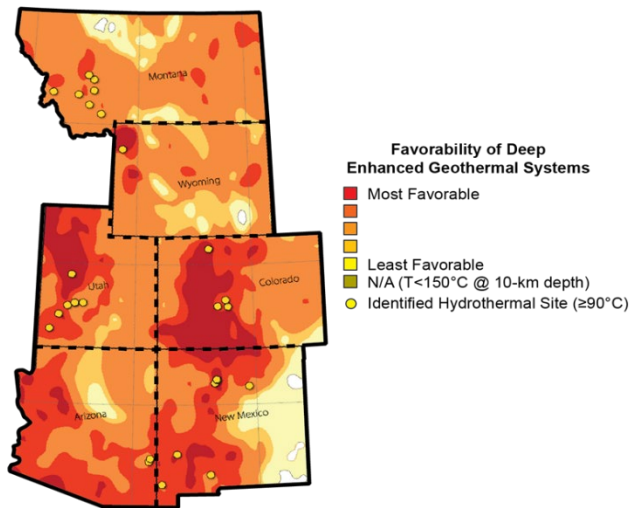 Montana
Wyoming
Utah
Colorado
Arizona
New Mexico
Favorability of Deep
Enhanced Geothermal Systems
Most Favorable
Least Favorable
N/A (T<150°C @ 10-km depth)
Identified Hydrothermal Site (≥90°C)